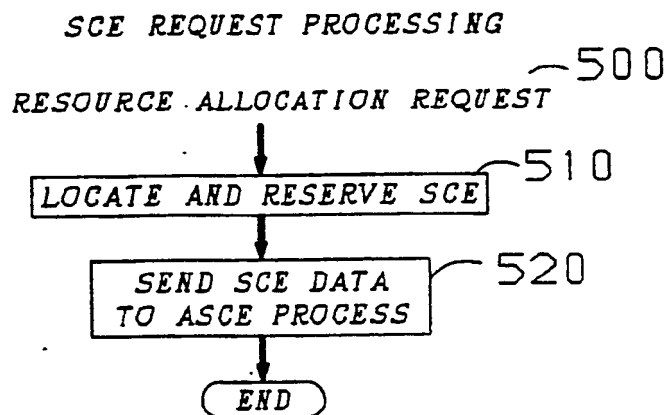 SCE REQUEST PROCESSING
500
RESOURCE ALLOCATION REQUEST
510
LOCATE AND RESERVE SCE
520
SEND SCE DATA
TO ASCE PROCESS
END